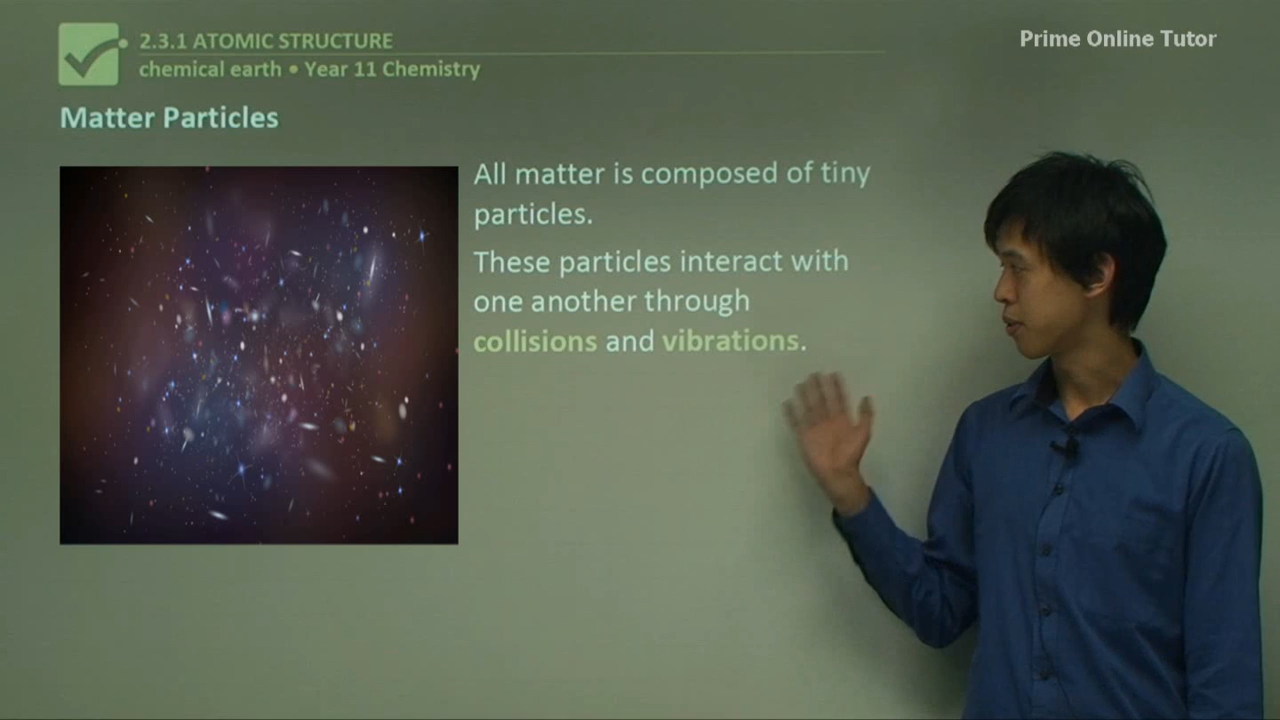 2.3.1 ATOMIC STRUCTURE
chemical earth • Year 11 Chemistry
Prime Online Tutor
Matter Particles
All matter is composed of tiny
particles.
These particles interact with
one another through
collisions and vibrations.